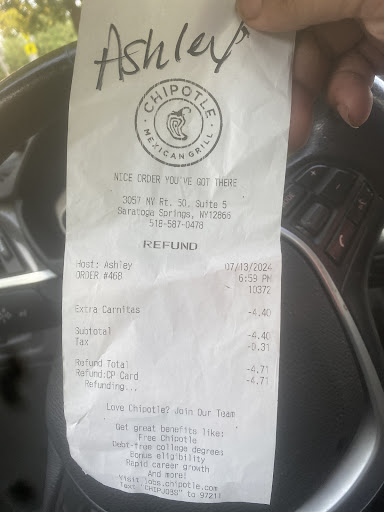 Ashley
CHIPOTLE
MEXICAN GRILL
NICE ORDER YOU'VE GOT THERE
3057 NY Rt. 50, Suite 5
Saratoga Springs, NY12866
518-587-0478
REFUND
Host: Ashley 07/13/2024
ORDER #468 6:59 PM
10372
Extra Carnitas -4.40
Subtotal -4.40
Tax -0.31
Refund Total -4.71
Refund:CP Card -4.71
Refunding...
Love Chipotle? Join Our Team
Get great benefits like:
Free Chipotle
Debt-free college degrees
Bonus eligibility
Rapid career growth
And more!
Visit jobs.chipotle.com
Text "CHIPJOBS" to 97211